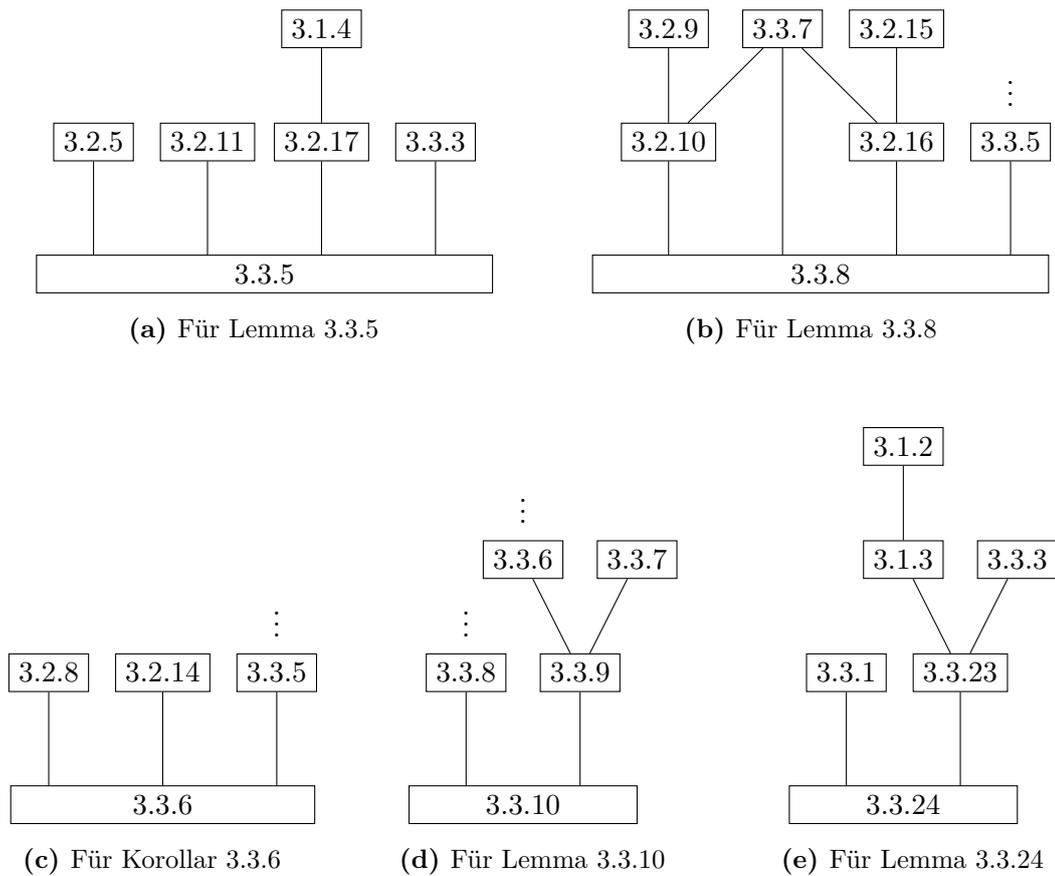 3.1.4
3.2.5 3.2.11 3.2.17 3.3.3
3.3.5
(a) Für Lemma 3.3.5
3.2.9 3.3.7 3.2.15
⋮
3.2.10 3.2.16 3.3.5
3.3.8
(b) Für Lemma 3.3.8
⋮
3.2.8 3.2.14 3.3.5
3.3.6
(c) Für Korollar 3.3.6
⋮
3.3.6 3.3.7
⋮
3.3.8 3.3.9
3.3.10
(d) Für Lemma 3.3.10
3.1.2
3.1.3 3.3.3
3.3.1 3.3.23
3.3.24
(e) Für Lemma 3.3.24